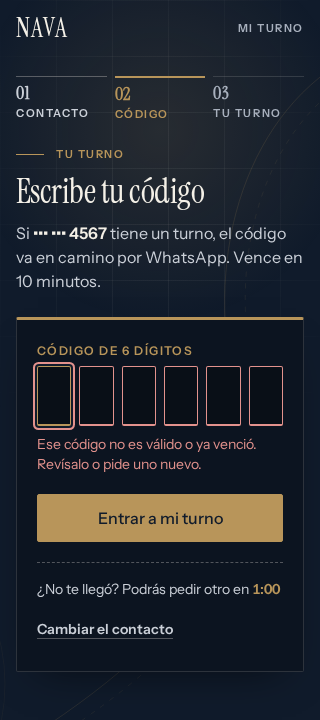 NAVA
MI TURNO
01
CONTACTO
02
CÓDIGO
03
TU TURNO
TU TURNO
Escribe tu código
Si ••• ••• 4567 tiene un turno, el código
va en camino por WhatsApp. Vence en
10 minutos.
CÓDIGO DE 6 DÍGITOS
Ese código no es válido o ya venció.
Revísalo o pide uno nuevo.
Entrar a mi turno
¿No te llegó? Podrás pedir otro en 1:00
Cambiar el contacto